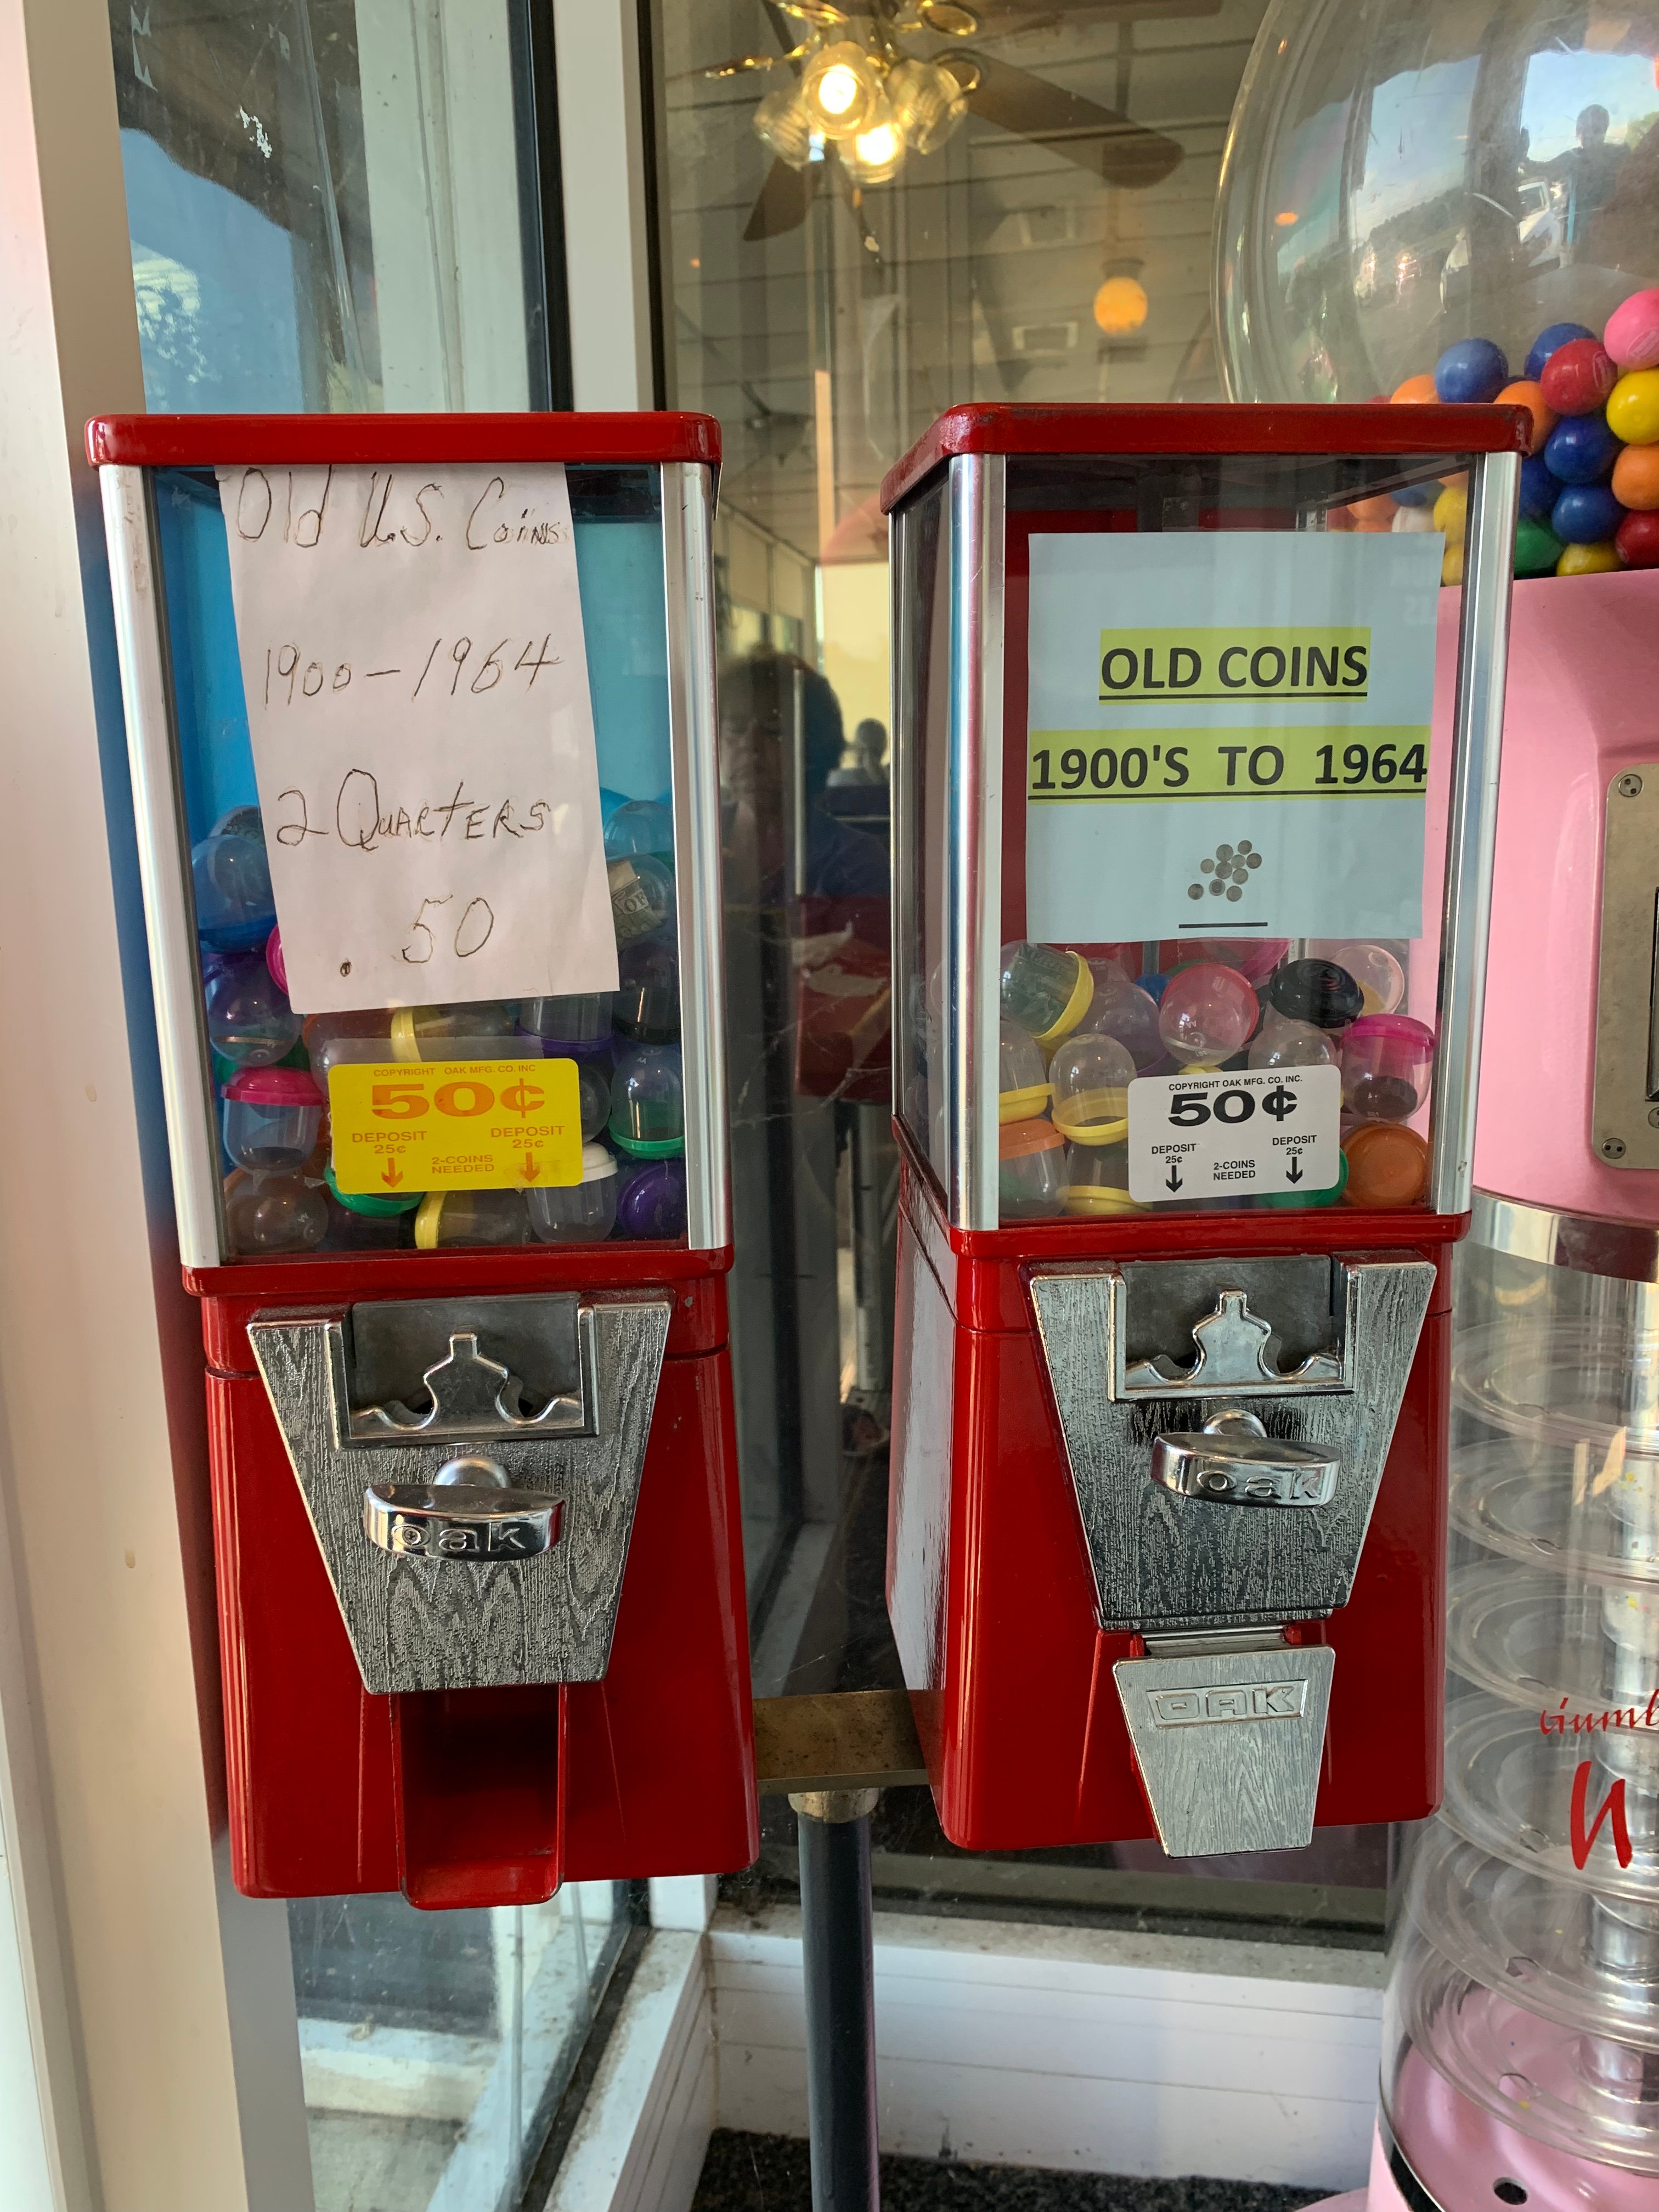 Old U.S. Coins
1900-1964
2 QUARTERS
.50
COPYRIGHT OAK MFG. CO. INC
50¢
DEPOSIT
25¢
DEPOSIT
25¢
2-COINS
NEEDED
oak
OLD COINS
1900'S TO 1964
COPYRIGHT OAK MFG. CO. INC.
50¢
DEPOSIT
25¢
DEPOSIT
25¢
2-COINS
NEEDED
oak
OAK